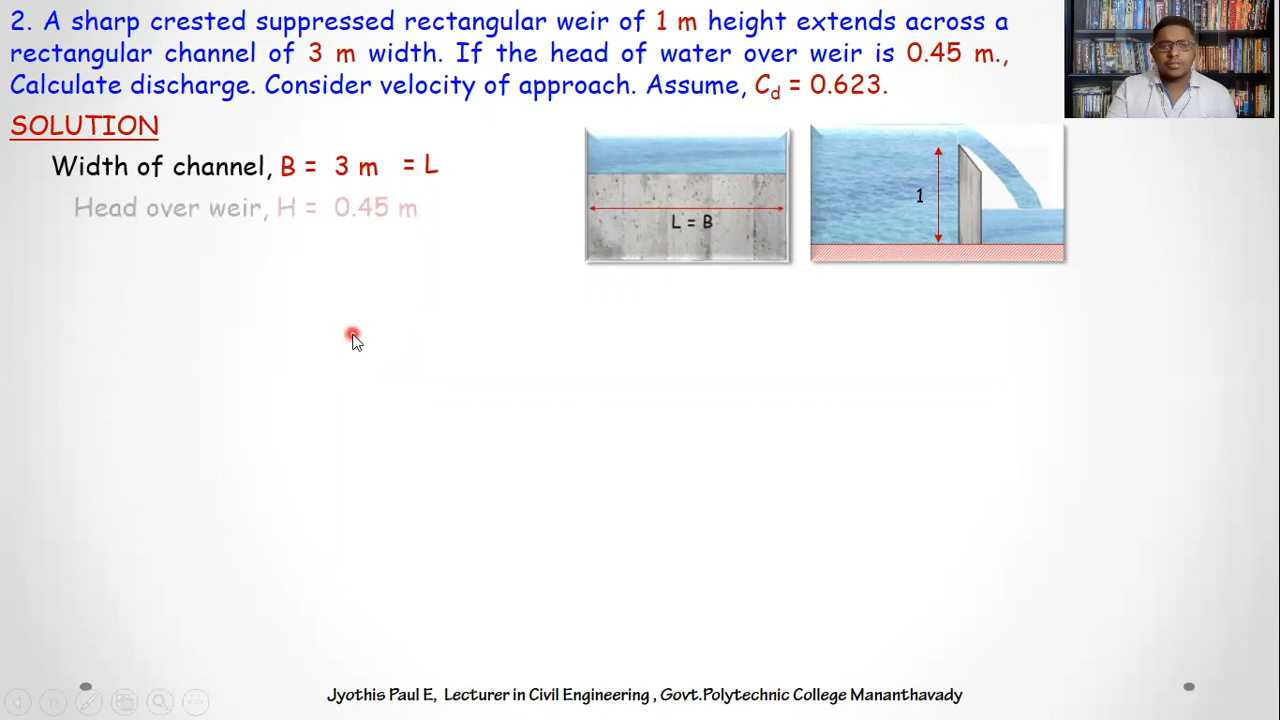 2. A sharp crested suppressed rectangular weir of 1 m height extends across a
rectangular channel of 3 m width. If the head of water over weir is 0.45 m.,
Calculate discharge. Consider velocity of approach. Assume, Cd = 0.623.
SOLUTION
Width of channel, B = 3 m = L
Head over weir, H = 0.45 m
L = B
1
Jyothis Paul E, Lecturer in Civil Engineering , Govt.Polytechnic College Mananthavady